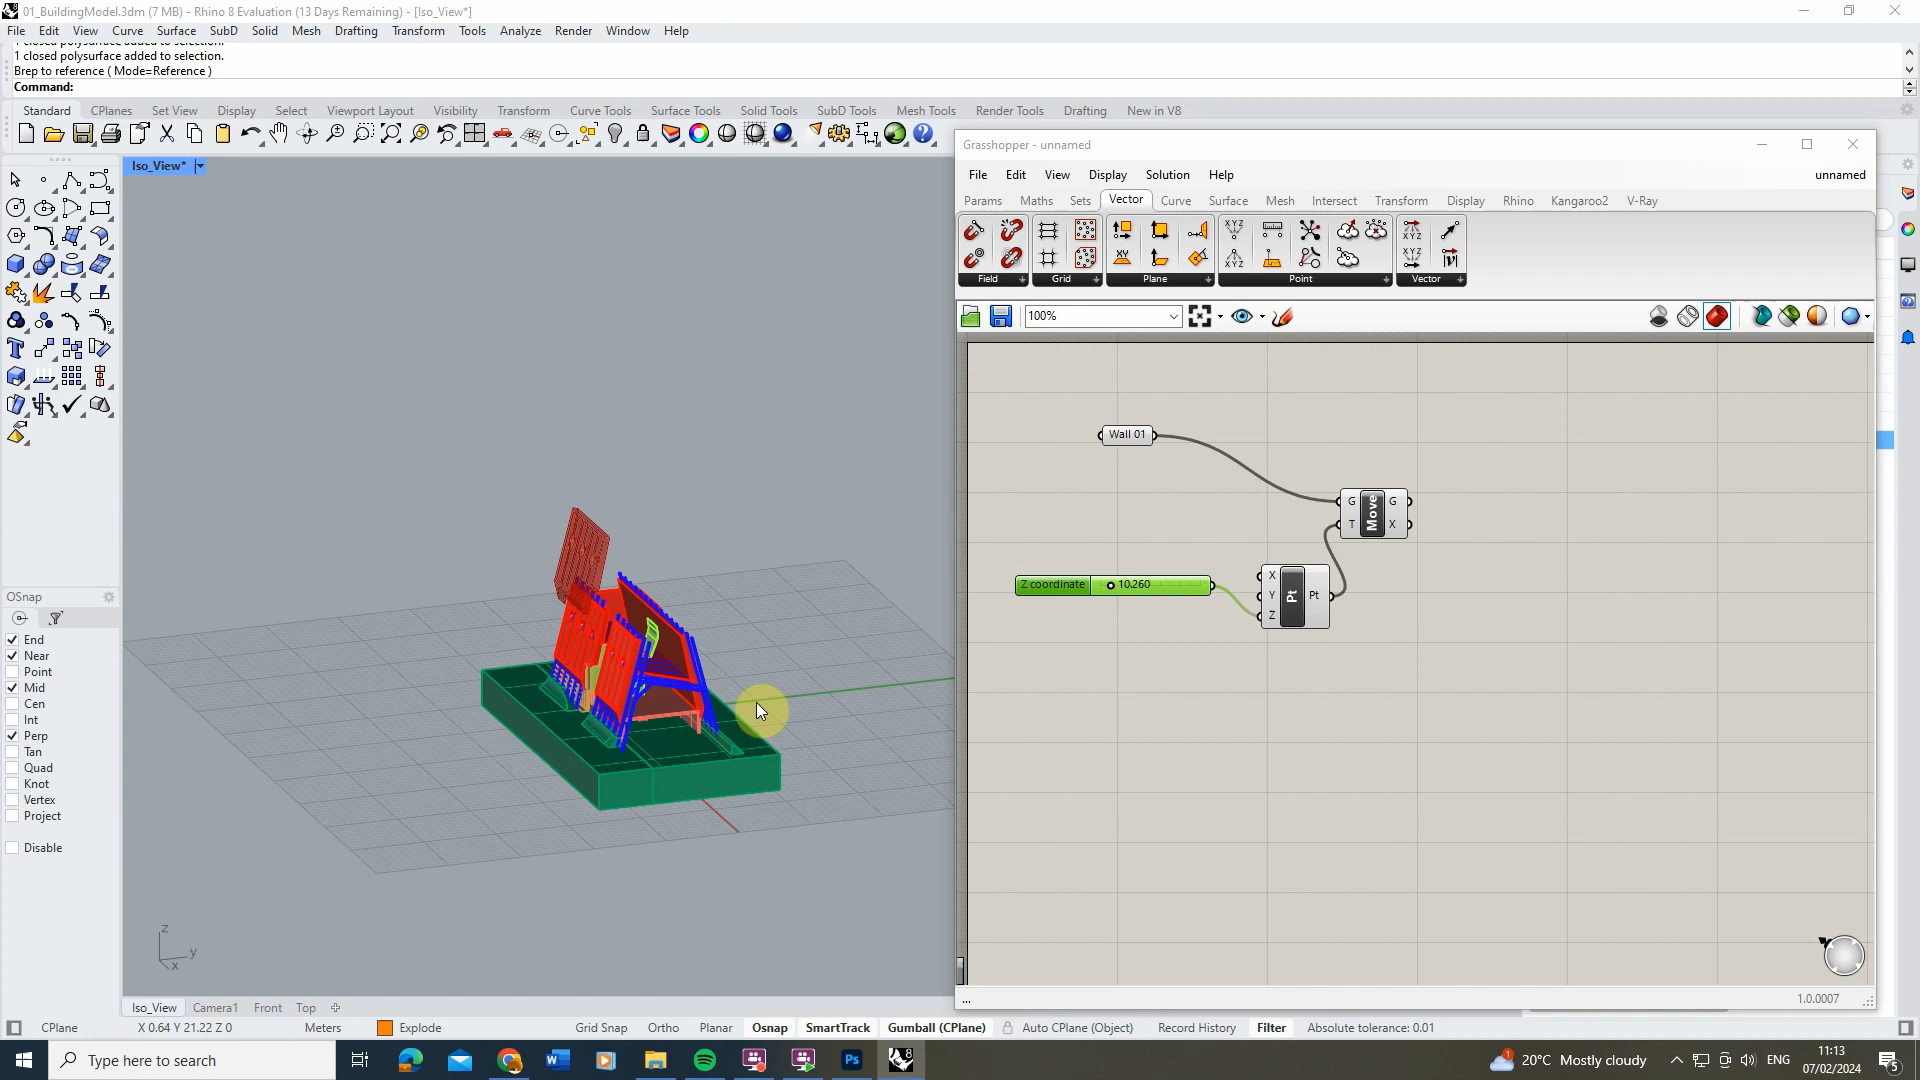 01_BuildingModel.3dm (7 MB) - Rhino 8 Evaluation (13 Days Remaining) - [Iso_View*]
File Edit View Curve Surface SubD Solid Mesh Drafting Transform Tools Analyze Render Window Help
1 closed polysurface added to selection.
1 closed polysurface added to selection.
Brep to reference ( Mode=Reference )
Command:
Standard CPlanes Set View Display Select Viewport Layout Visibility Transform Curve Tools Surface Tools Solid Tools SubD Tools Mesh Tools Render Tools Drafting New in V8
Iso_View*
Grasshopper - unnamed
File Edit View Display Solution Help unnamed
Params Maths Sets Vector Curve Surface Mesh Intersect Transform Display Rhino Kangaroo2 V-Ray
Field Grid Plane Point Vector
100%
Wall 01
G Move G
T X
Z coordinate 10.260
X
Y Pt Pt
Z
OSnap
End
Near
Point
Mid
Cen
Int
Perp
Tan
Quad
Knot
Vertex
Project
Disable
z
y
x
... 1.0.0007
Iso_View Camera1 Front Top
CPlane X 0.64 Y 21.22 Z 0 Meters Explode Grid Snap Ortho Planar Osnap SmartTrack Gumball (CPlane) Auto CPlane (Object) Record History Filter Absolute tolerance: 0.01
Type here to search
20°C Mostly cloudy ENG
11:13
07/02/2024
5